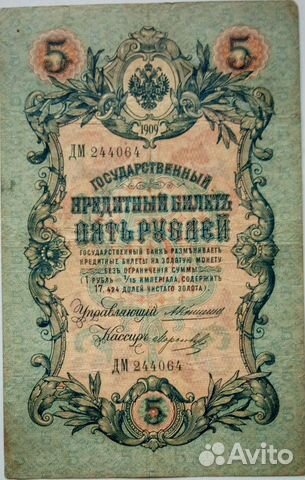 5 5
1909
ДМ 244064
ГОСУДАРСТВЕННЫЙ
КРЕДИТНЫЙ БИЛЕТЪ
ПЯТЬ РУБЛЕЙ
ГОСУДАРСТВЕННЫЙ БАНКЪ РАЗМѢНИВАЕТЪ
КРЕДИТНЫЕ БИЛЕТЫ НА ЗОЛОТУЮ МОНЕТУ
БЕЗЪ ОГРАНИЧЕНІЯ СУММЫ
(1 РУБЛЬ = 1/15 ИМПЕРІАЛА, СОДЕРЖИТЪ
17,424 ДОЛЕЙ ЧИСТАГО ЗОЛОТА).
Управляющій
Кассиръ
ДМ 244064
5
Avito